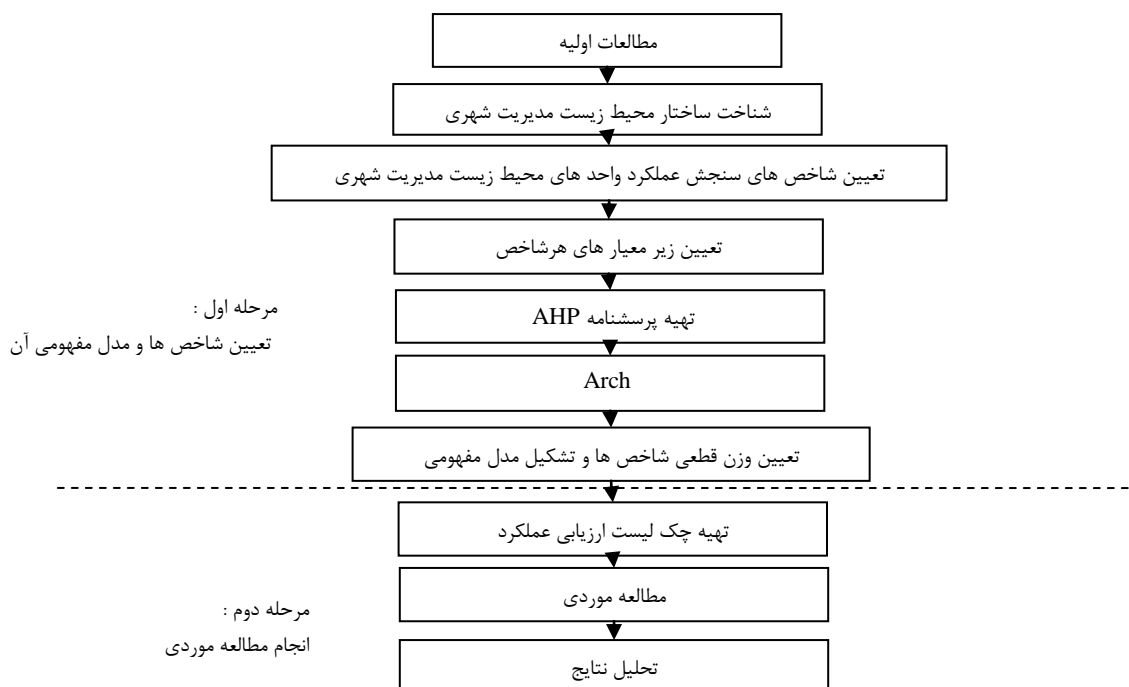 مطالعات اولیه
شناخت ساختار محیط زیست مدیریت شهری
تعیین شاخص های سنجش عملکرد واحد های محیط زیست مدیریت شهری
تعیین زیر معیار های هرشاخص
مرحله اول :
تعیین شاخص ها و مدل مفهومی آن
تهیه پرسشنامه AHP
Arch
تعیین وزن قطعی شاخص ها و تشکیل مدل مفهومی
تهیه چک لیست ارزیابی عملکرد
مطالعه موردی
مرحله دوم :
انجام مطالعه موردی
تحلیل نتایج